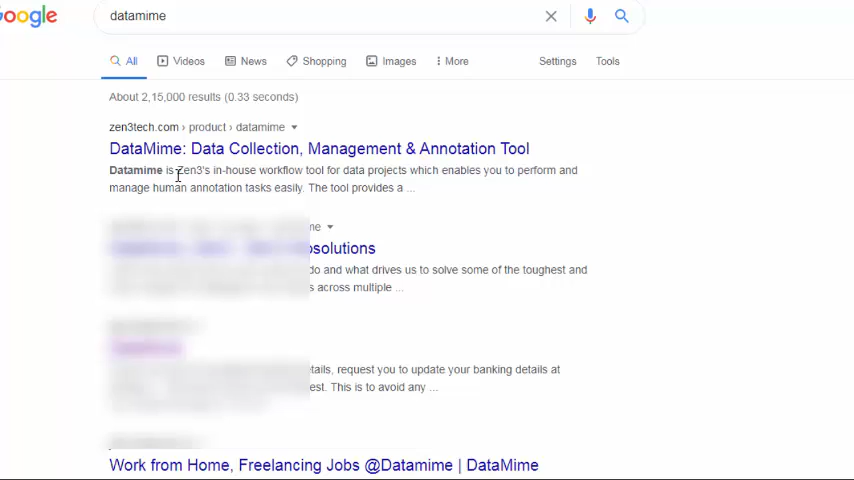 oogle
datamime
All Videos News Shopping Images More Settings Tools
About 2,15,000 results (0.33 seconds)
zen3tech.com › product › datamime
DataMime: Data Collection, Management & Annotation Tool
Datamime is Zen3's in-house workflow tool for data projects which enables you to perform and
manage human annotation tasks easily. The tool provides a ...
me
osolutions
do and what drives us to solve some of the toughest and
s across multiple ...
tails, request you to update your banking details at
est. This is to avoid any ...
Work from Home, Freelancing Jobs @Datamime | DataMime